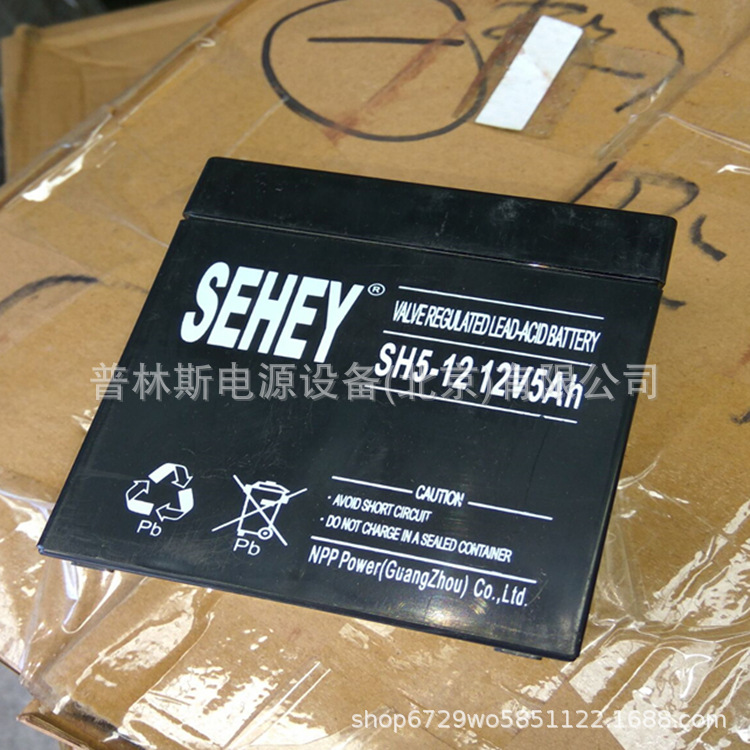 SEHEY®
VALVE REGULATED LEAD-ACID BATTERY
SH5-12 12V5Ah
普林斯电源设备(北京)有限公司
CAUTION
· AVOID SHORT CIRCUIT
· DO NOT CHARGE IN A SEALED CONTAINER
Pb
Pb
NPP Power(GuangZhou) Co.,Ltd.
shop6729wo5851122.1688.com